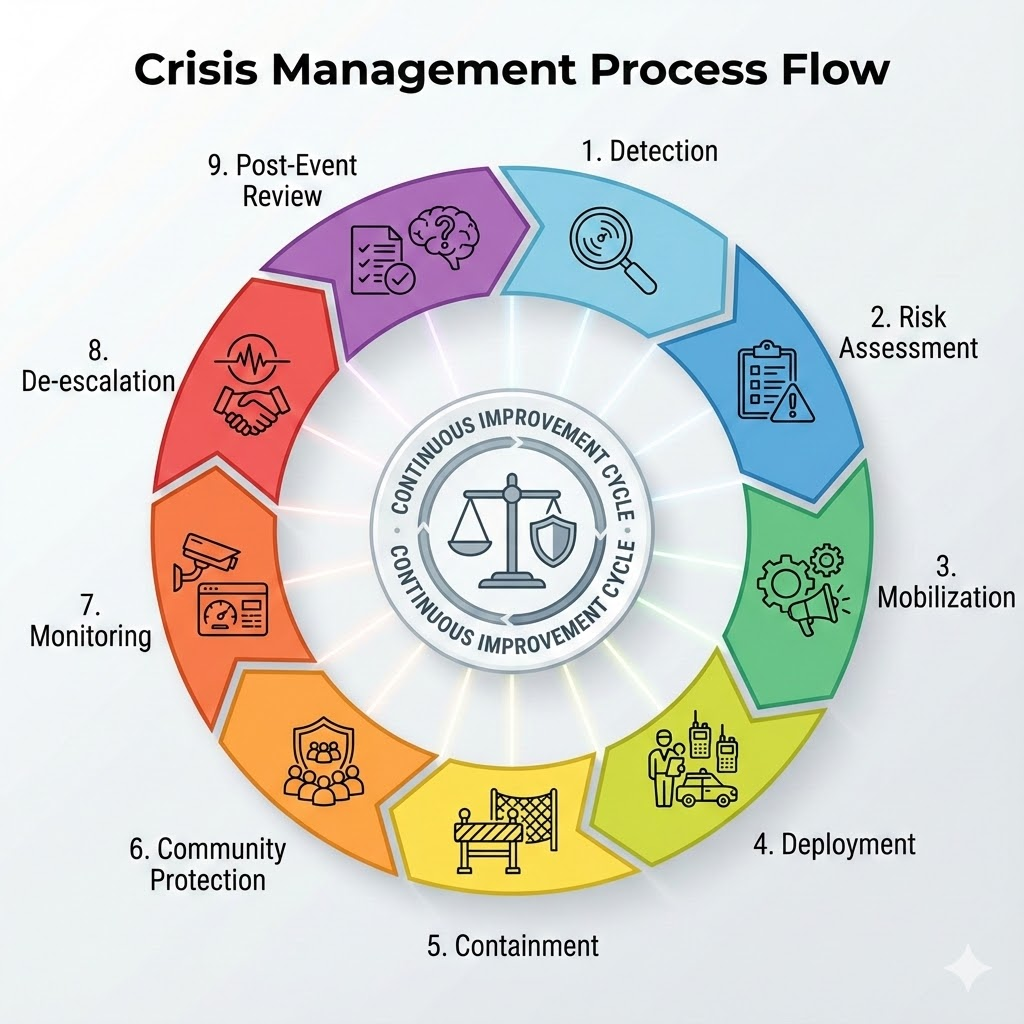 Crisis Management Process Flow
1. Detection
2. Risk
Assessment
3.
Mobilization
4. Deployment
5. Containment
6. Community
Protection
7.
Monitoring
8.
De-escalation
9. Post-Event
Review
CONTINUOUS IMPROVEMENT CYCLE
CONTINUOUS IMPROVEMENT CYCLE